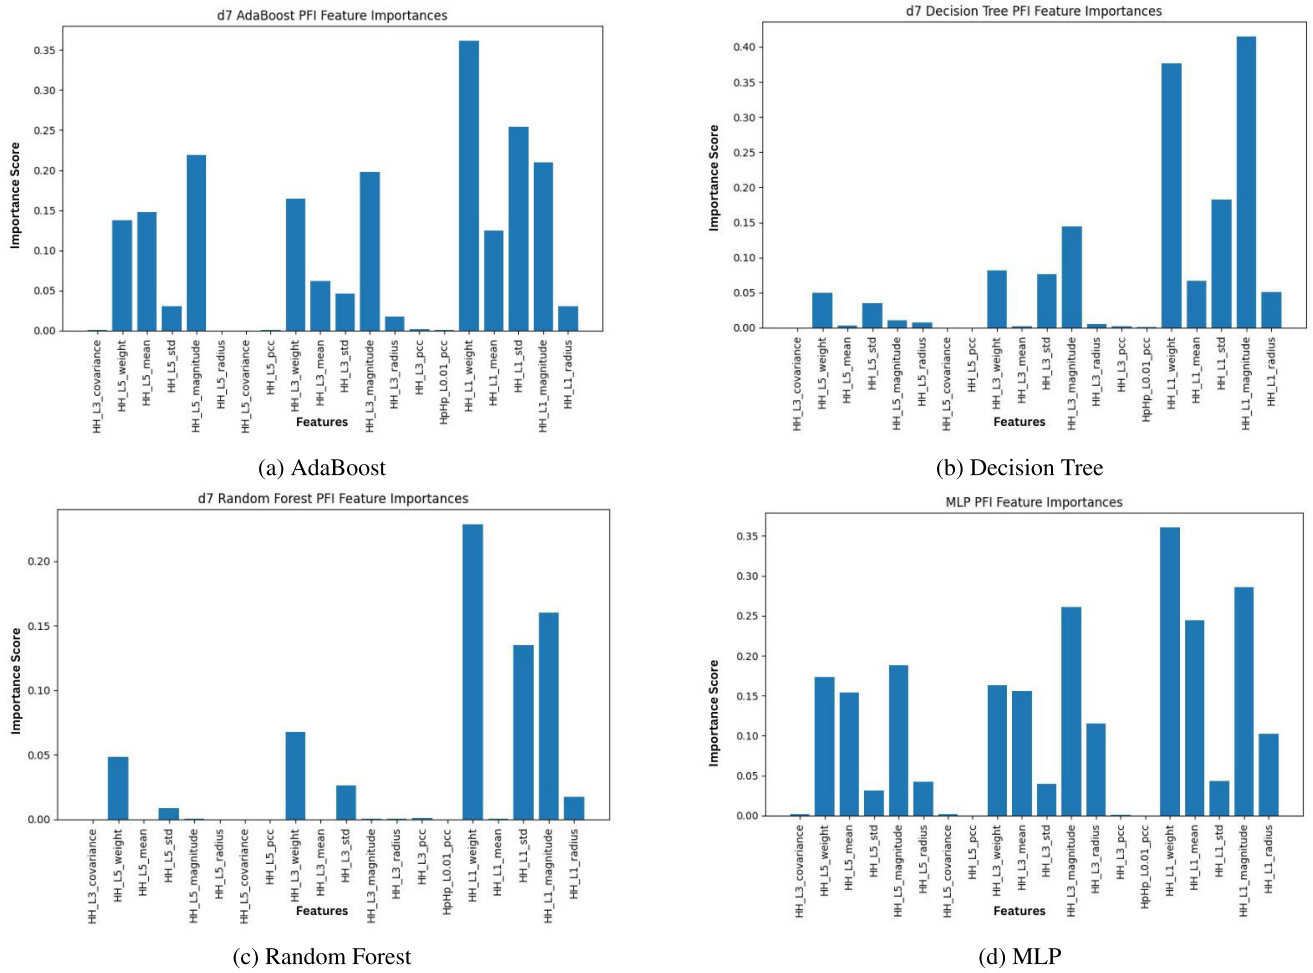 d7 AdaBoost PFI Feature Importances
Importance Score
0.35
0.30
0.25
0.20
0.15
0.10
0.05
0.00
HH_L3_covariance
HH_L5_weight
HH_L5_mean
HH_L5_std
HH_L5_magnitude
HH_L5_radius
HH_L5_covariance
HH_L5_pcc
HH_L3_weight
HH_L3_mean
HH_L3_std
HH_L3_magnitude
HH_L3_radius
HH_L3_pcc
HpHp_L0.01_pcc
HH_L1_weight
HH_L1_mean
HH_L1_std
HH_L1_magnitude
HH_L1_radius
Features
(a) AdaBoost
d7 Decision Tree PFI Feature Importances
Importance Score
0.40
0.35
0.30
0.25
0.20
0.15
0.10
0.05
0.00
HH_L3_covariance
HH_L5_weight
HH_L5_mean
HH_L5_std
HH_L5_magnitude
HH_L5_radius
HH_L5_covariance
HH_L5_pcc
HH_L3_weight
HH_L3_mean
HH_L3_std
HH_L3_magnitude
HH_L3_radius
HH_L3_pcc
HpHp_L0.01_pcc
HH_L1_weight
HH_L1_mean
HH_L1_std
HH_L1_magnitude
HH_L1_radius
Features
(b) Decision Tree
d7 Random Forest PFI Feature Importances
Importance Score
0.20
0.15
0.10
0.05
0.00
HH_L3_covariance
HH_L5_weight
HH_L5_mean
HH_L5_std
HH_L5_magnitude
HH_L5_radius
HH_L5_covariance
HH_L5_pcc
HH_L3_weight
HH_L3_mean
HH_L3_std
HH_L3_magnitude
HH_L3_radius
HH_L3_pcc
HpHp_L0.01_pcc
HH_L1_weight
HH_L1_mean
HH_L1_std
HH_L1_magnitude
HH_L1_radius
Features
(c) Random Forest
MLP PFI Feature Importances
Importance Score
0.35
0.30
0.25
0.20
0.15
0.10
0.05
0.00
HH_L3_covariance
HH_L5_weight
HH_L5_mean
HH_L5_std
HH_L5_magnitude
HH_L5_radius
HH_L5_covariance
HH_L5_pcc
HH_L3_weight
HH_L3_mean
HH_L3_std
HH_L3_magnitude
HH_L3_radius
HH_L3_pcc
HpHp_L0.01_pcc
HH_L1_weight
HH_L1_mean
HH_L1_std
HH_L1_magnitude
HH_L1_radius
Features
(d) MLP